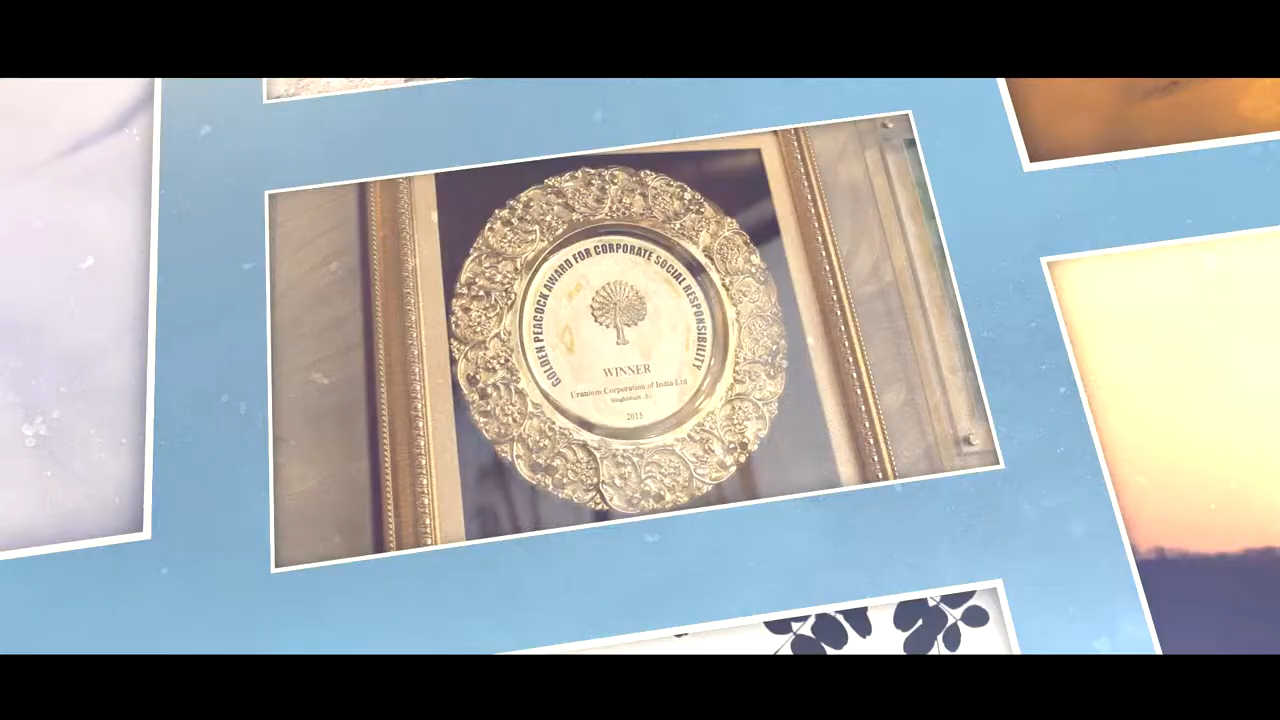 GOLDEN PEACOCK AWARD FOR CORPORATE SOCIAL RESPONSIBILITY
WINNER
Uranium Corporation of India Ltd
2013